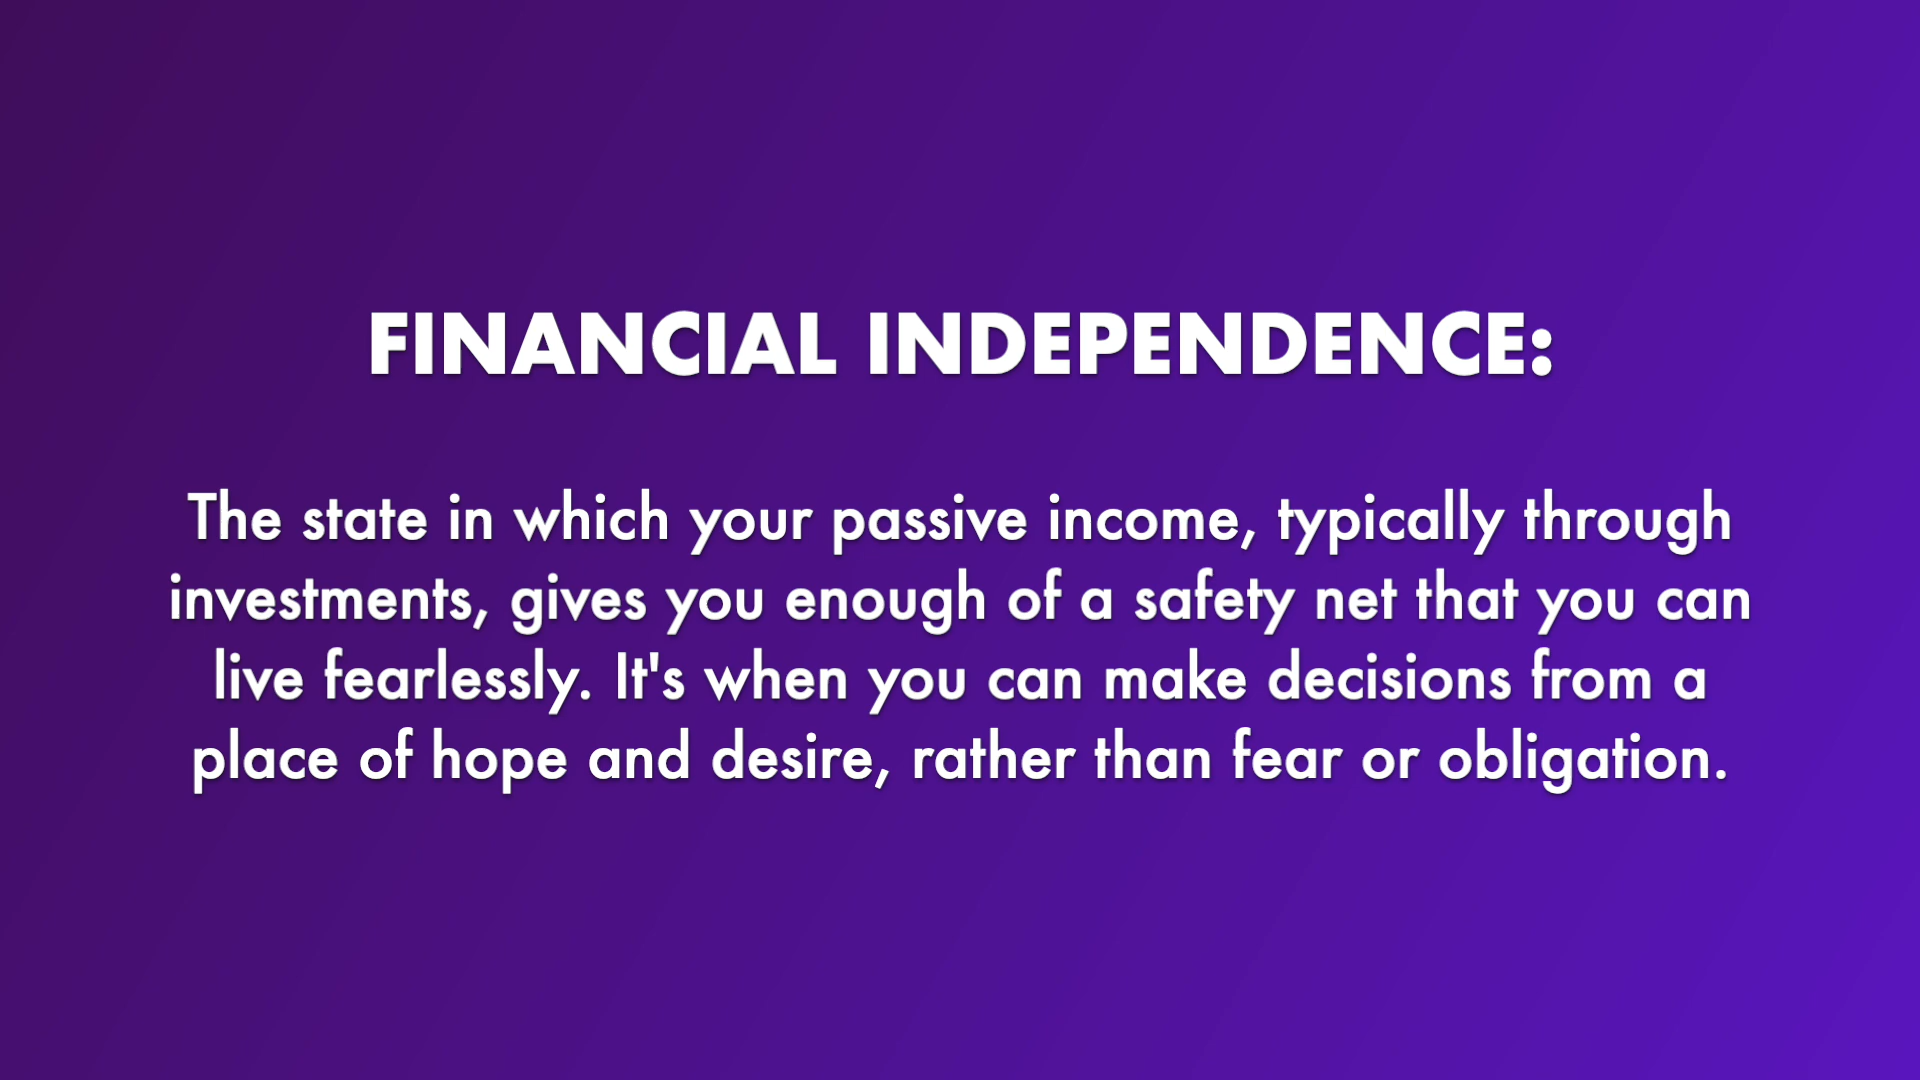 FINANCIAL INDEPENDENCE:
The state in which your passive income, typically through
investments, gives you enough of a safety net that you can
live fearlessly. It's when you can make decisions from a
place of hope and desire, rather than fear or obligation.